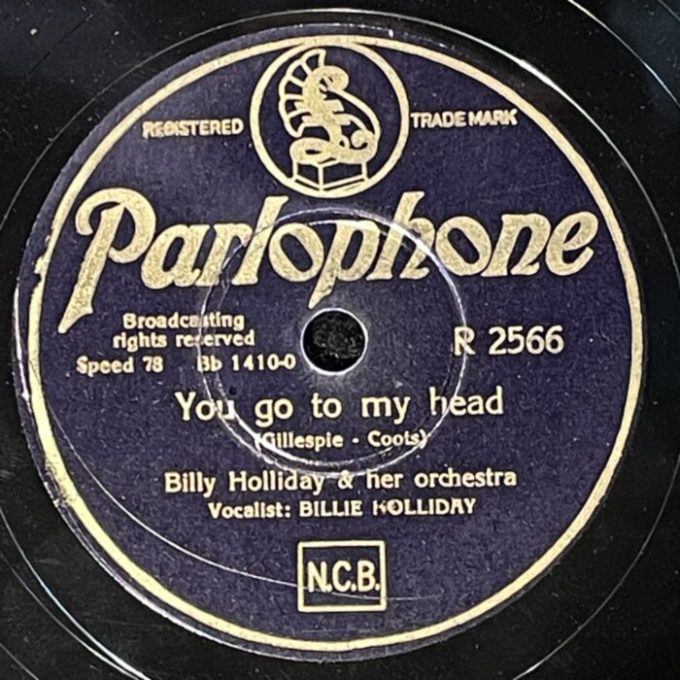 REGISTERED TRADE MARK
Parlophone
Broadcasting
rights reserved
Speed 78 Bb 1410-0
R 2566
You go to my head
(Gillespie - Coots)
Billy Holliday & her orchestra
Vocalist: BILLIE HOLLIDAY
N.C.B.